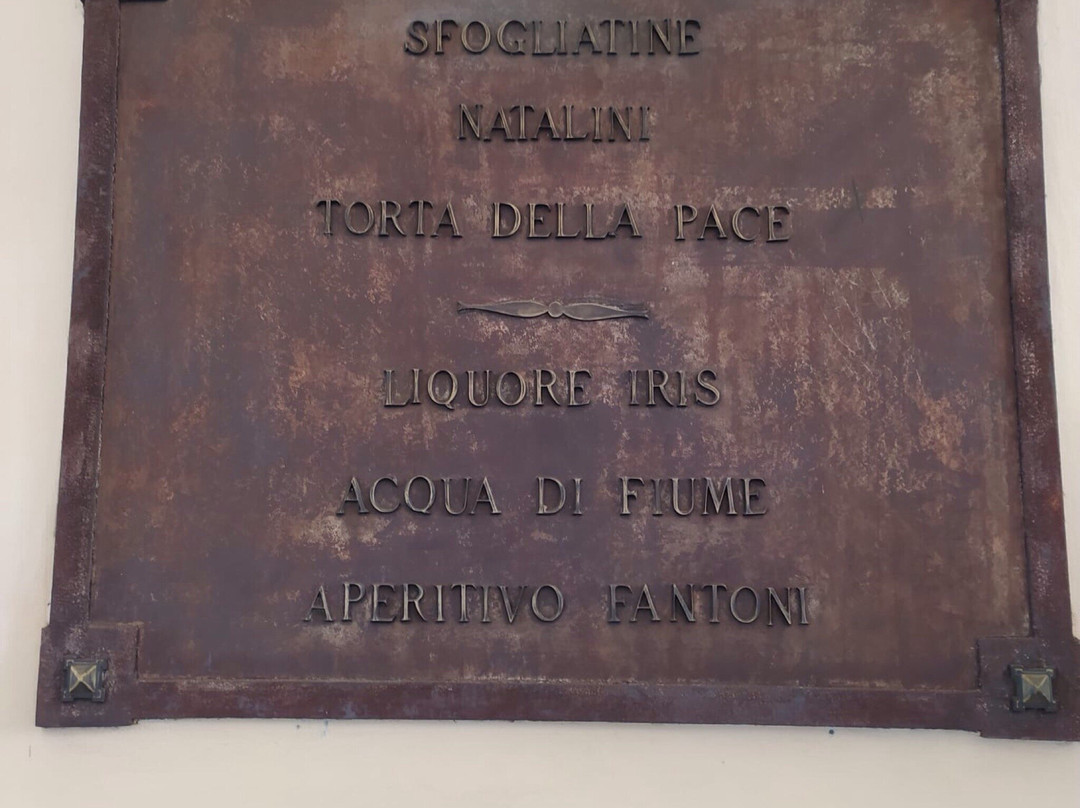 SFOGLIATINE
NATALINI
TORTA DELLA PACE
LIQUORE IRIS
ACQUA DI FIUME
APERITIVO FANTONI